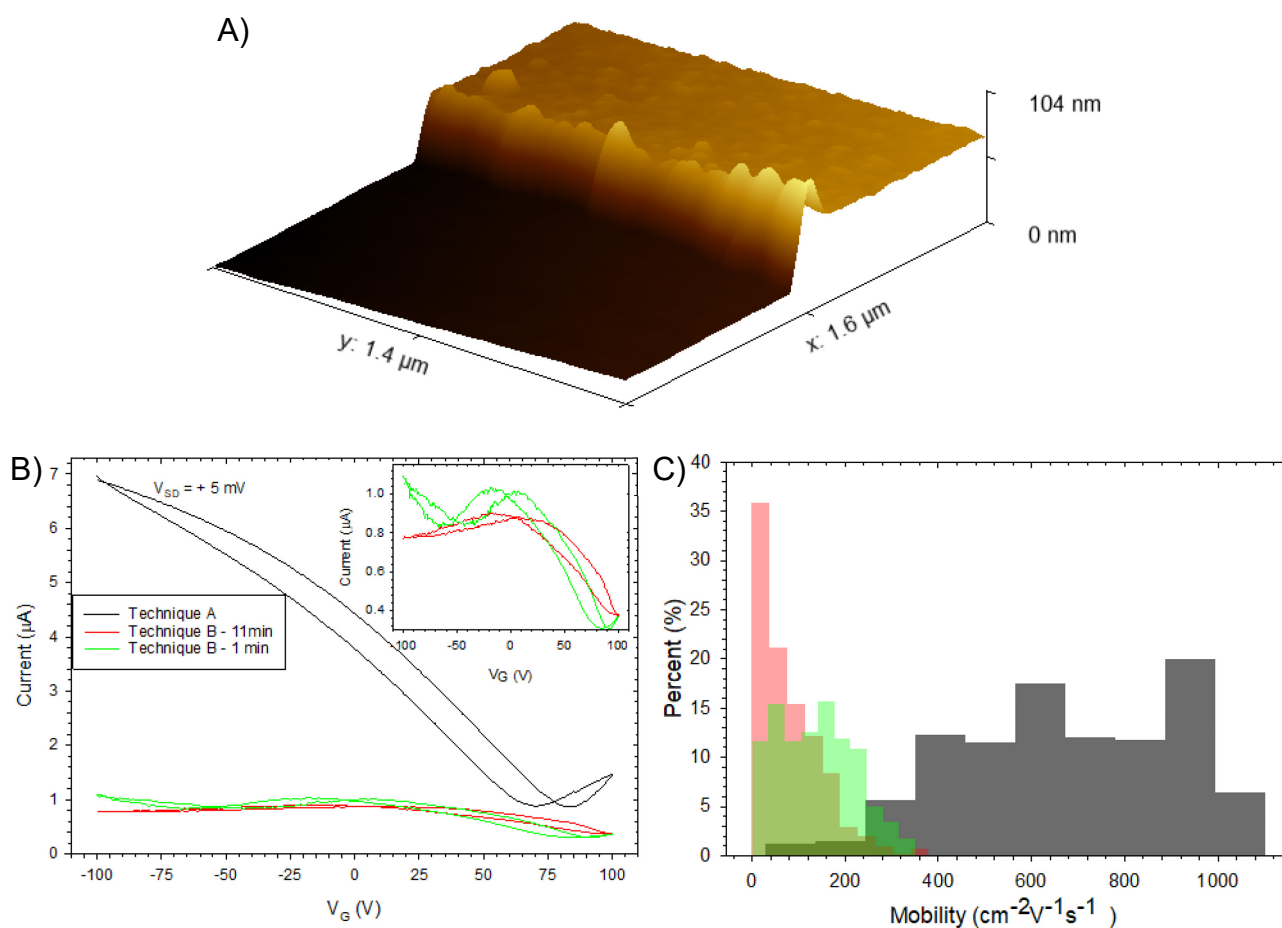 A)
104 nm
0 nm
x: 1.6 µm
y: 1.4 µm
B)
7
6
5
4
3
2
1
0
Current (µA)
-100
-75
-50
-25
0
25
50
75
100
V_G (V)
V_SD = + 5 mV
Technique A
Technique B - 11min
Technique B - 1 min
1.0
0.8
0.6
0.4
Current (µA)
-100
-50
0
50
100
VG (V)
C)
40
35
30
25
20
15
10
5
0
Percent (%)
0
200
400
600
800
1000
Mobility (cm⁻²V⁻¹s⁻¹ )